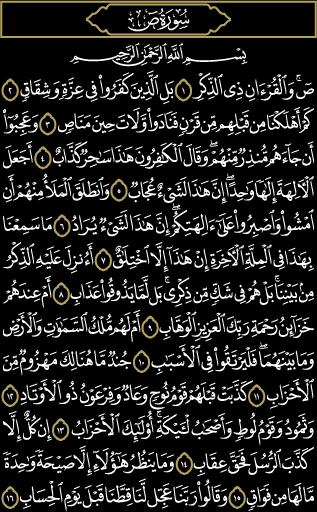 سُورَةُ صٓ
بِسْمِ ٱللَّهِ ٱلرَّحْمَٰنِ ٱلرَّحِيمِ
صٓ ۚ وَٱلْقُرْءَانِ ذِى ٱلذِّكْرِ ١ بَلِ ٱلَّذِينَ كَفَرُوا۟ فِى عِزَّةٍ وَشِقَاقٍ ٢
كَمْ أَهْلَكْنَا مِن قَبْلِهِم مِّن قَرْنٍ فَنَادَوا۟ وَّلَاتَ حِينَ مَنَاصٍ ٣ وَعَجِبُوٓا۟
أَن جَآءَهُم مُّنذِرٌ مِّنْهُمْ ۖ وَقَالَ ٱلْكَٰفِرُونَ هَٰذَا سَٰحِرٌ كَذَّابٌ ٤ أَجَعَلَ
ٱلْءَالِهَةَ إِلَٰهًا وَٰحِدًا ۖ إِنَّ هَٰذَا لَشَىْءٌ عُجَابٌ ٥ وَٱنطَلَقَ ٱلْمَلَأُ مِنْهُمْ أَنِ
ٱمْشُوا۟ وَٱصْبِرُوا۟ عَلَىٰٓ ءَالِهَتِكُمْ ۖ إِنَّ هَٰذَا لَشَىْءٌ يُرَادُ ٦ مَا سَمِعْنَا
بِهَٰذَا فِى ٱلْمِلَّةِ ٱلْءَاخِرَةِ إِنْ هَٰذَآ إِلَّا ٱخْتِلَٰقٌ ٧ أَءُنزِلَ عَلَيْهِ ٱلذِّكْرُ
مِنۢ بَيْنِنَا ۚ بَلْ هُمْ فِى شَكٍّ مِّن ذِكْرِى ۖ بَل لَّمَّا يَذُوقُوا۟ عَذَابِ ٨ أَمْ عِندَهُمْ
خَزَآئِنُ رَحْمَةِ رَبِّكَ ٱلْعَزِيزِ ٱلْوَهَّابِ ٩ أَمْ لَهُم مُّلْكُ ٱلسَّمَٰوَٰتِ وَٱلْأَرْضِ
وَمَا بَيْنَهُمَا ۖ فَلْيَرْتَقُوا۟ فِى ٱلْأَسْبَٰبِ ١٠ جُندٌ مَّا هُنَالِكَ مَهْزُومٌ مِّنَ
ٱلْأَحْزَابِ ١١ كَذَّبَتْ قَبْلَهُمْ قَوْمُ نُوحٍ وَعَادٌ وَفِرْعَوْنُ ذُو ٱلْأَوْتَادِ ١٢
وَثَمُودُ وَقَوْمُ لُوطٍ وَأَصْحَٰبُ لْـَٔيْكَةِ ۚ أُو۟لَٰٓئِكَ ٱلْأَحْزَابُ ١٣ إِن كُلٌّ إِلَّا
كَذَّبَ ٱلرُّسُلَ فَحَقَّ عِقَابِ ١٤ وَمَا يَنظُرُ هَٰٓؤُلَآءِ إِلَّا صَيْحَةً وَٰحِدَةً
مَّا لَهَا مِن فَوَاقٍ ١٥ وَقَالُوا۟ رَبَّنَا عَجِّل لَّنَا قِطَّنَا قَبْلَ يَوْمِ ٱلْحِسَابِ ١٦